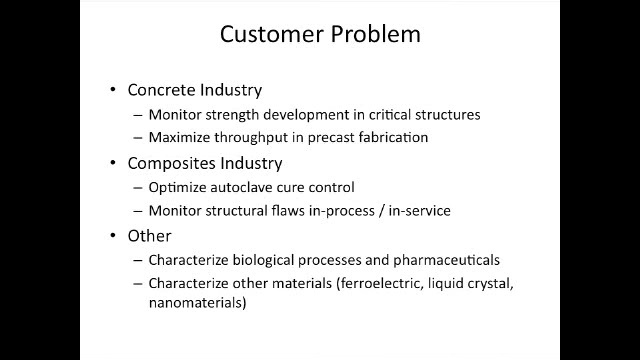 Customer Problem
• Concrete Industry
– Monitor strength development in critical structures
– Maximize throughput in precast fabrication
• Composites Industry
– Optimize autoclave cure control
– Monitor structural flaws in-process / in-service
• Other
– Characterize biological processes and pharmaceuticals
– Characterize other materials (ferroelectric, liquid crystal,
nanomaterials)